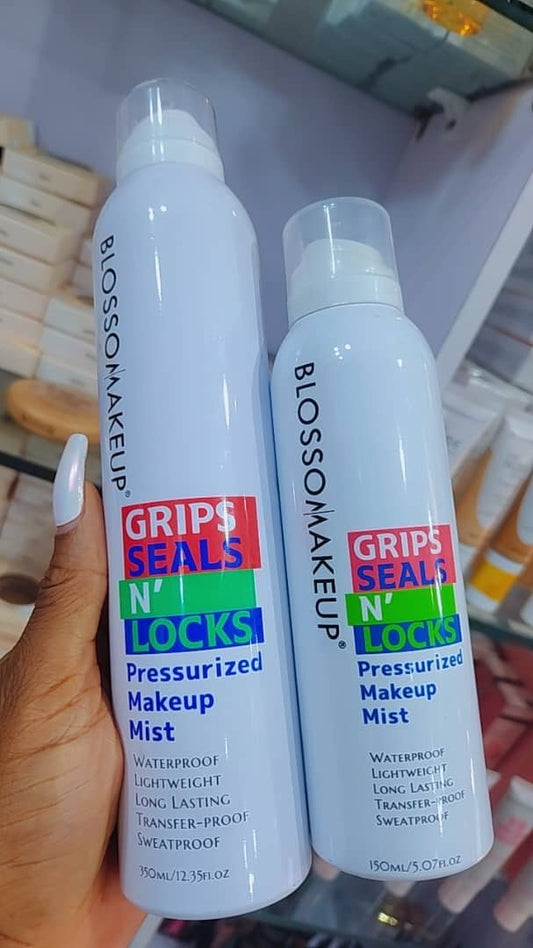 BLOSSOMAKEUP®
GRIPS
SEALS
N'
LOCKS
Pressurized
Makeup
Mist
WATERPROOF
LIGHTWEIGHT
LONG LASTING
TRANSFER-PROOF
SWEATPROOF
350ML/12.35FL.OZ
BLOSSOMAKEUP®
GRIPS
SEALS
N'
LOCKS
Pressurized
Makeup
Mist
WATERPROOF
LIGHTWEIGHT
LONG LASTING
TRANSFER-PROOF
SWEATPROOF
150ML/5.07FL.OZ